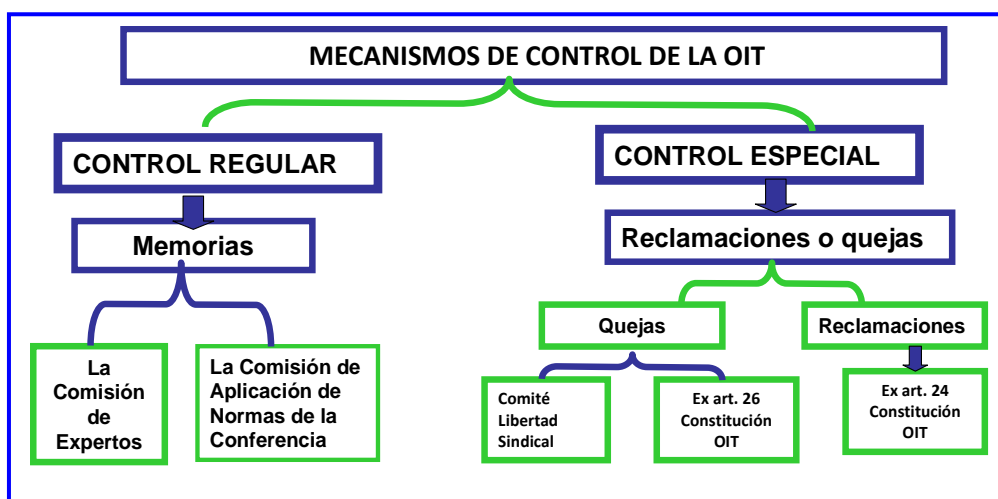 MECANISMOS DE CONTROL DE LA OIT
CONTROL REGULAR
CONTROL ESPECIAL
Memorias
Reclamaciones o quejas
Quejas
Reclamaciones
La
Comisión
de
Expertos
La Comisión de
Aplicación de
Normas de la
Conferencia
Comité
Libertad
Sindical
Ex art. 26
Constitución
OIT
Ex art. 24
Constitución
OIT